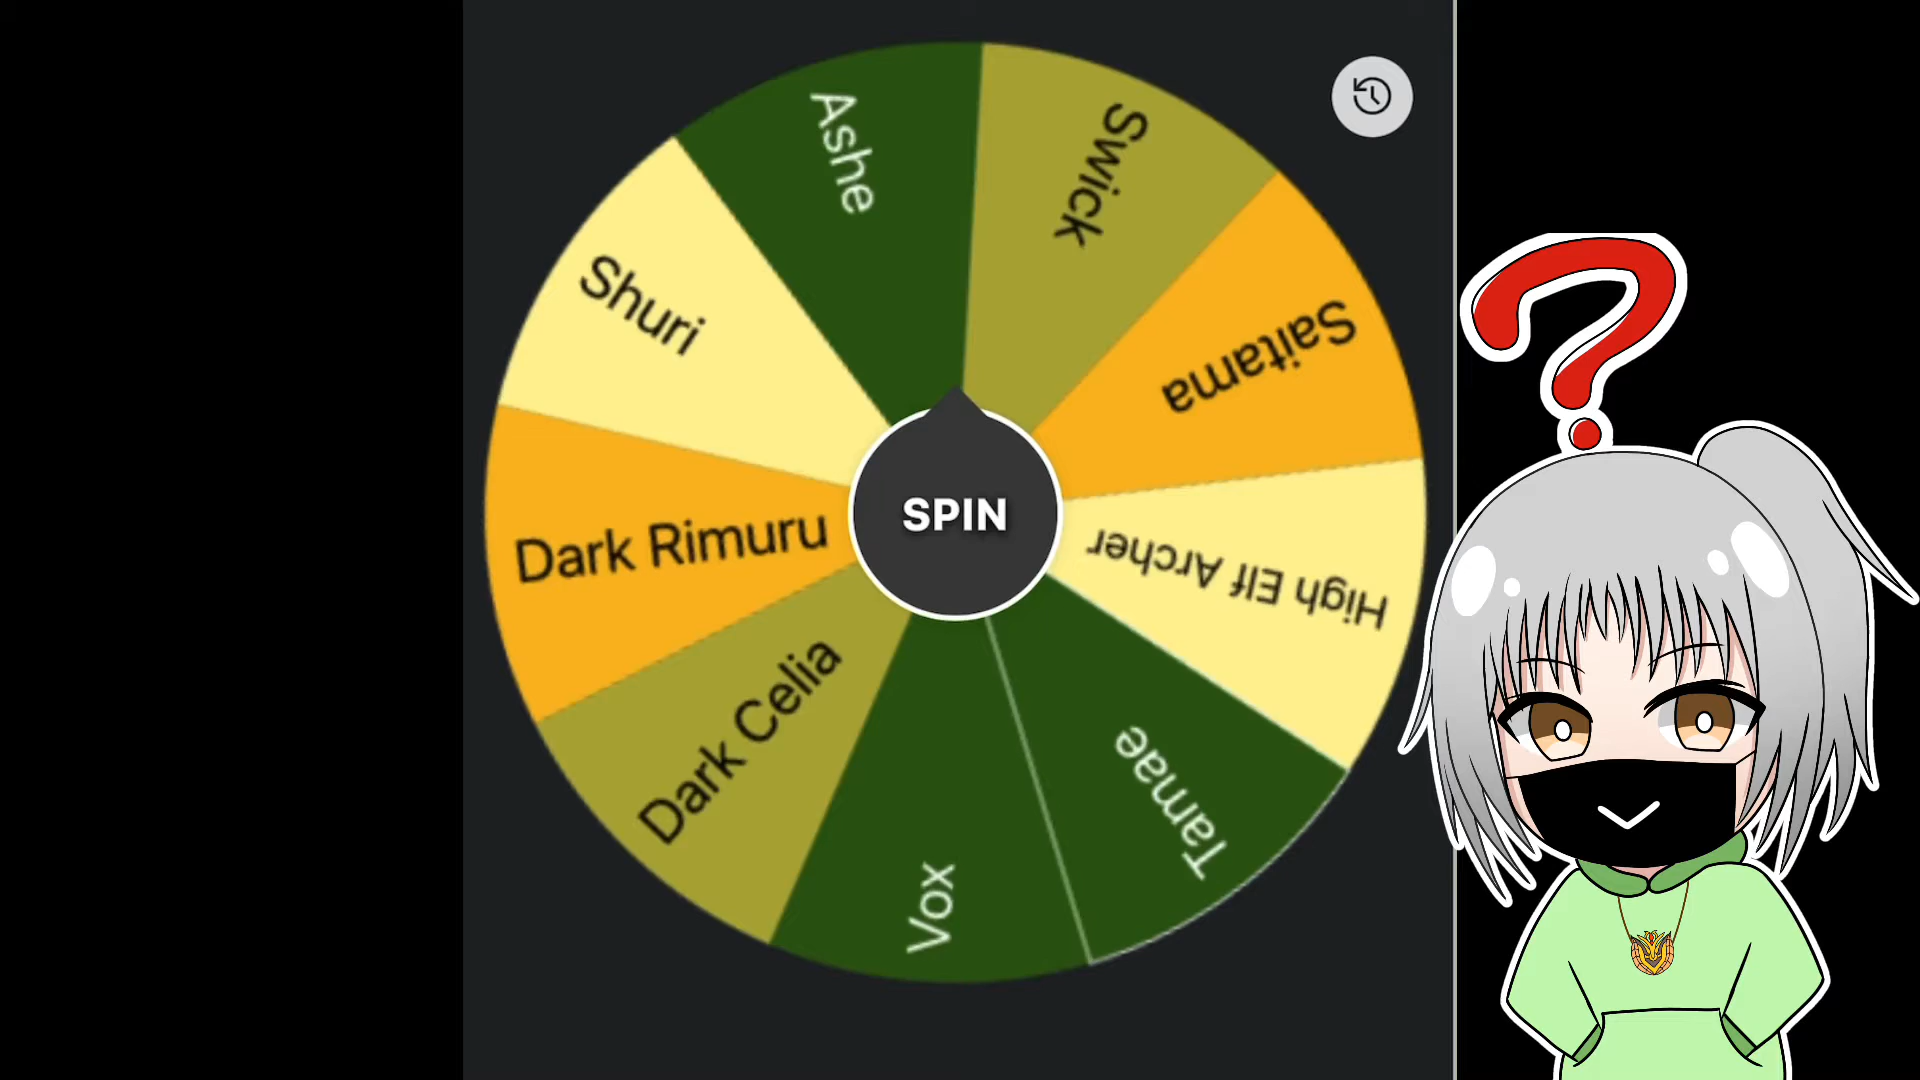 Ashe
Swick
Saitama
High Elf Archer
Tamae
Vox
Dark Celia
Dark Rimuru
Shuri
SPIN
?